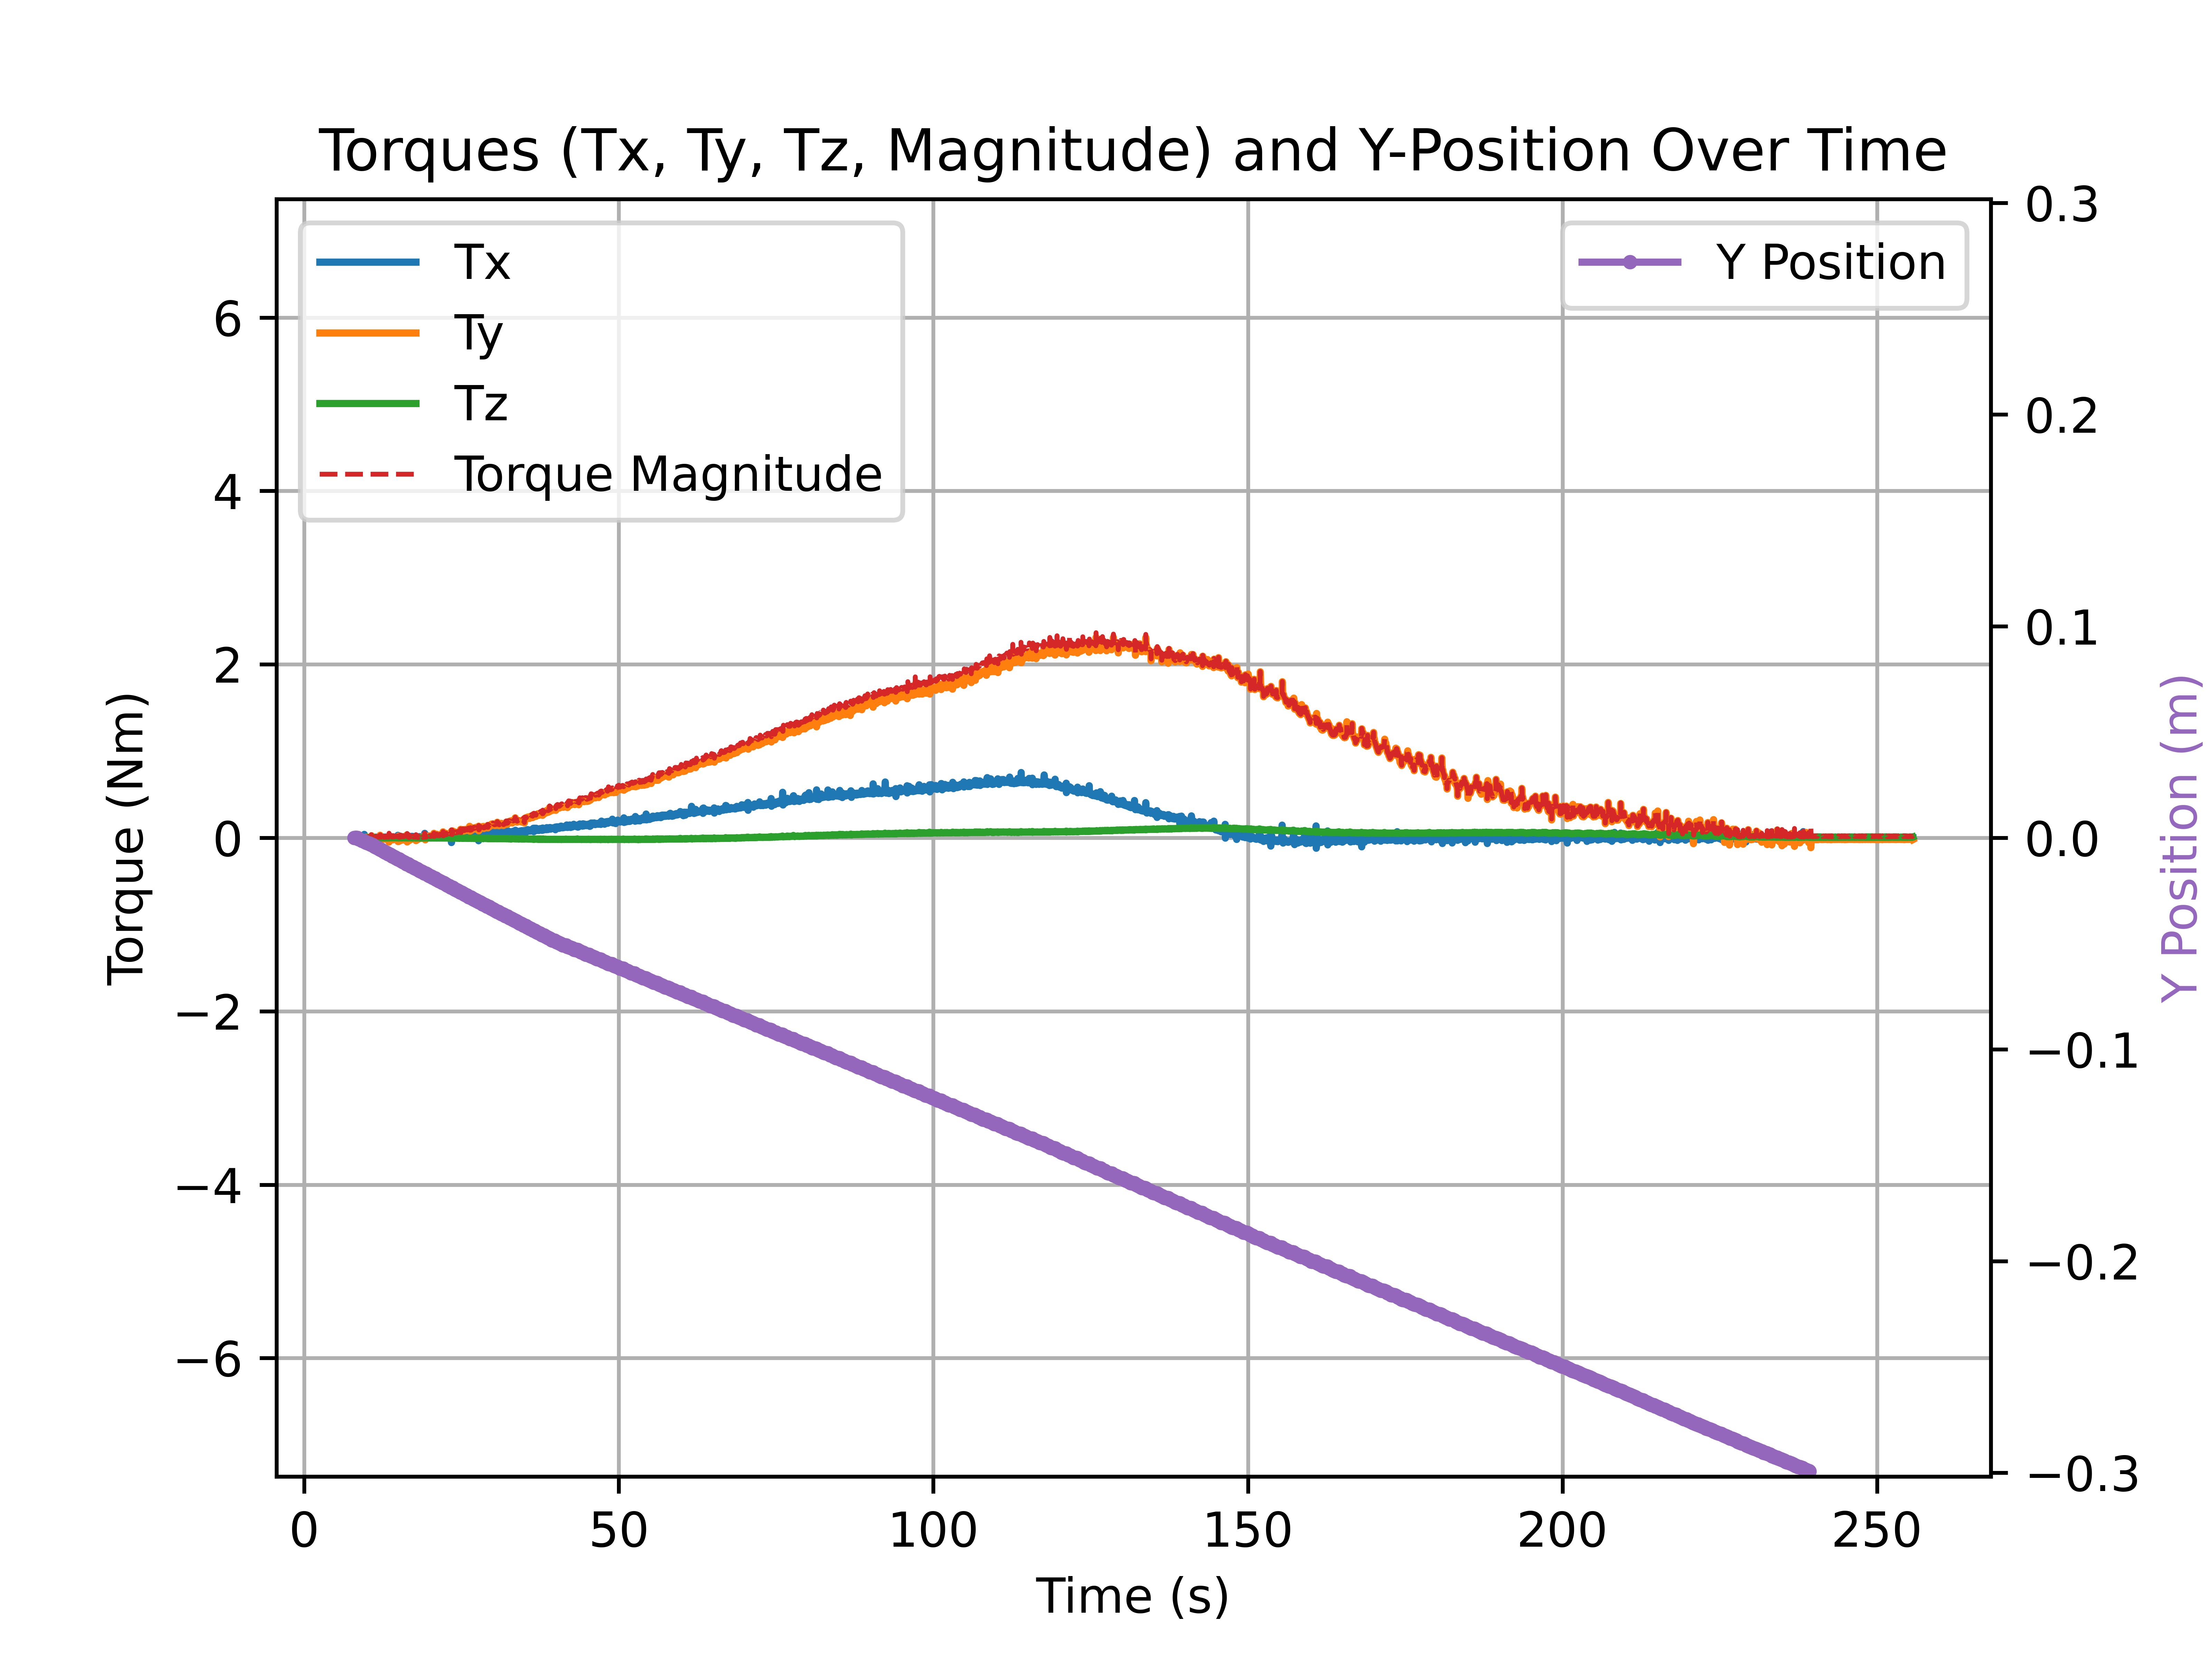 Torques (Tx, Ty, Tz, Magnitude) and Y-Position Over Time
Tx
Ty
Tz
Torque Magnitude
Y Position
6
4
2
0
−2
−4
−6
Torque (Nm)
0.3
0.2
0.1
0.0
−0.1
−0.2
−0.3
Y Position (m)
0 50 100 150 200 250
Time (s)